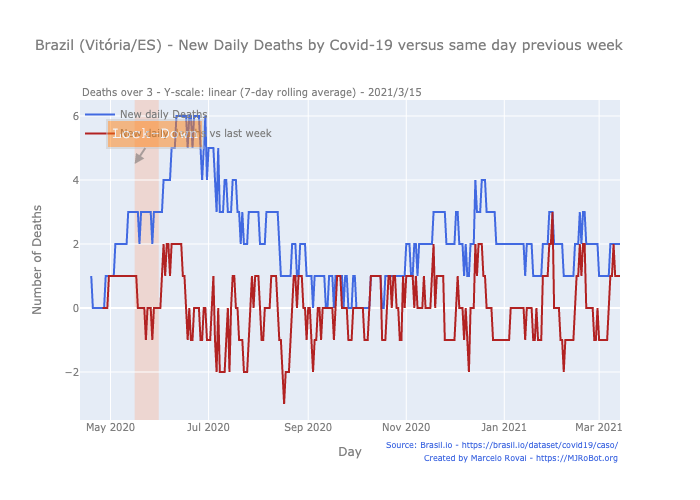 Brazil (Vitória/ES) - New Daily Deaths by Covid-19 versus same day previous week
Deaths over 3 - Y-scale: linear (7-day rolling average) - 2021/3/15
New daily Deaths
vs last week
Lock Down
6
4
2
0
−2
Number of Deaths
May 2020
Jul 2020
Sep 2020
Nov 2020
Jan 2021
Mar 2021
Day
Source: Brasil.io - https://brasil.io/dataset/covid19/caso/
Created by Marcelo Rovai - https://MJRoBot.org